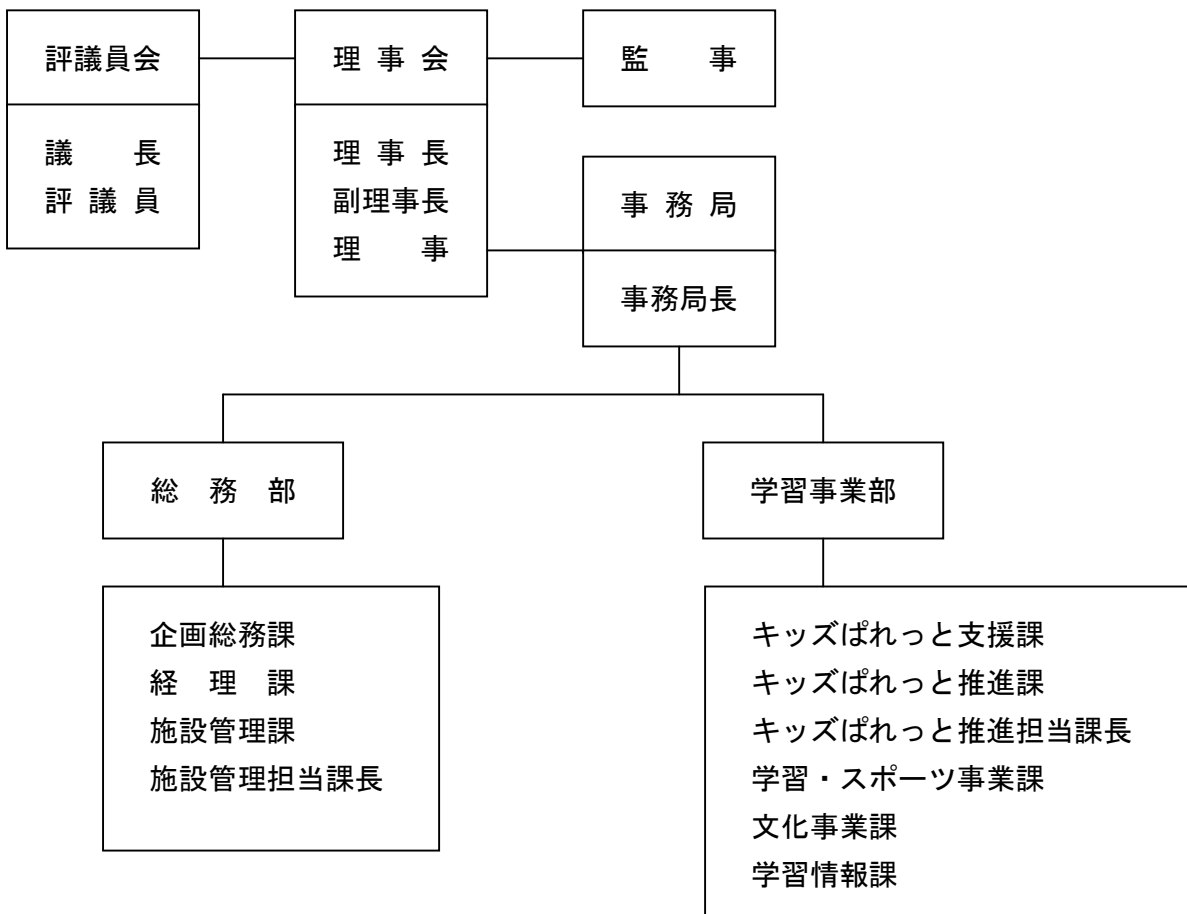 評議員会
議　　長
評 議 員
理 事 会
理 事 長
副理事長
理　　事
監　　事
事 務 局
事務局長
総　務　部
企画総務課
経　理　課
施設管理課
施設管理担当課長
学習事業部
キッズぱれっと支援課
キッズぱれっと推進課
キッズぱれっと推進担当課長
学習・スポーツ事業課
文化事業課
学習情報課